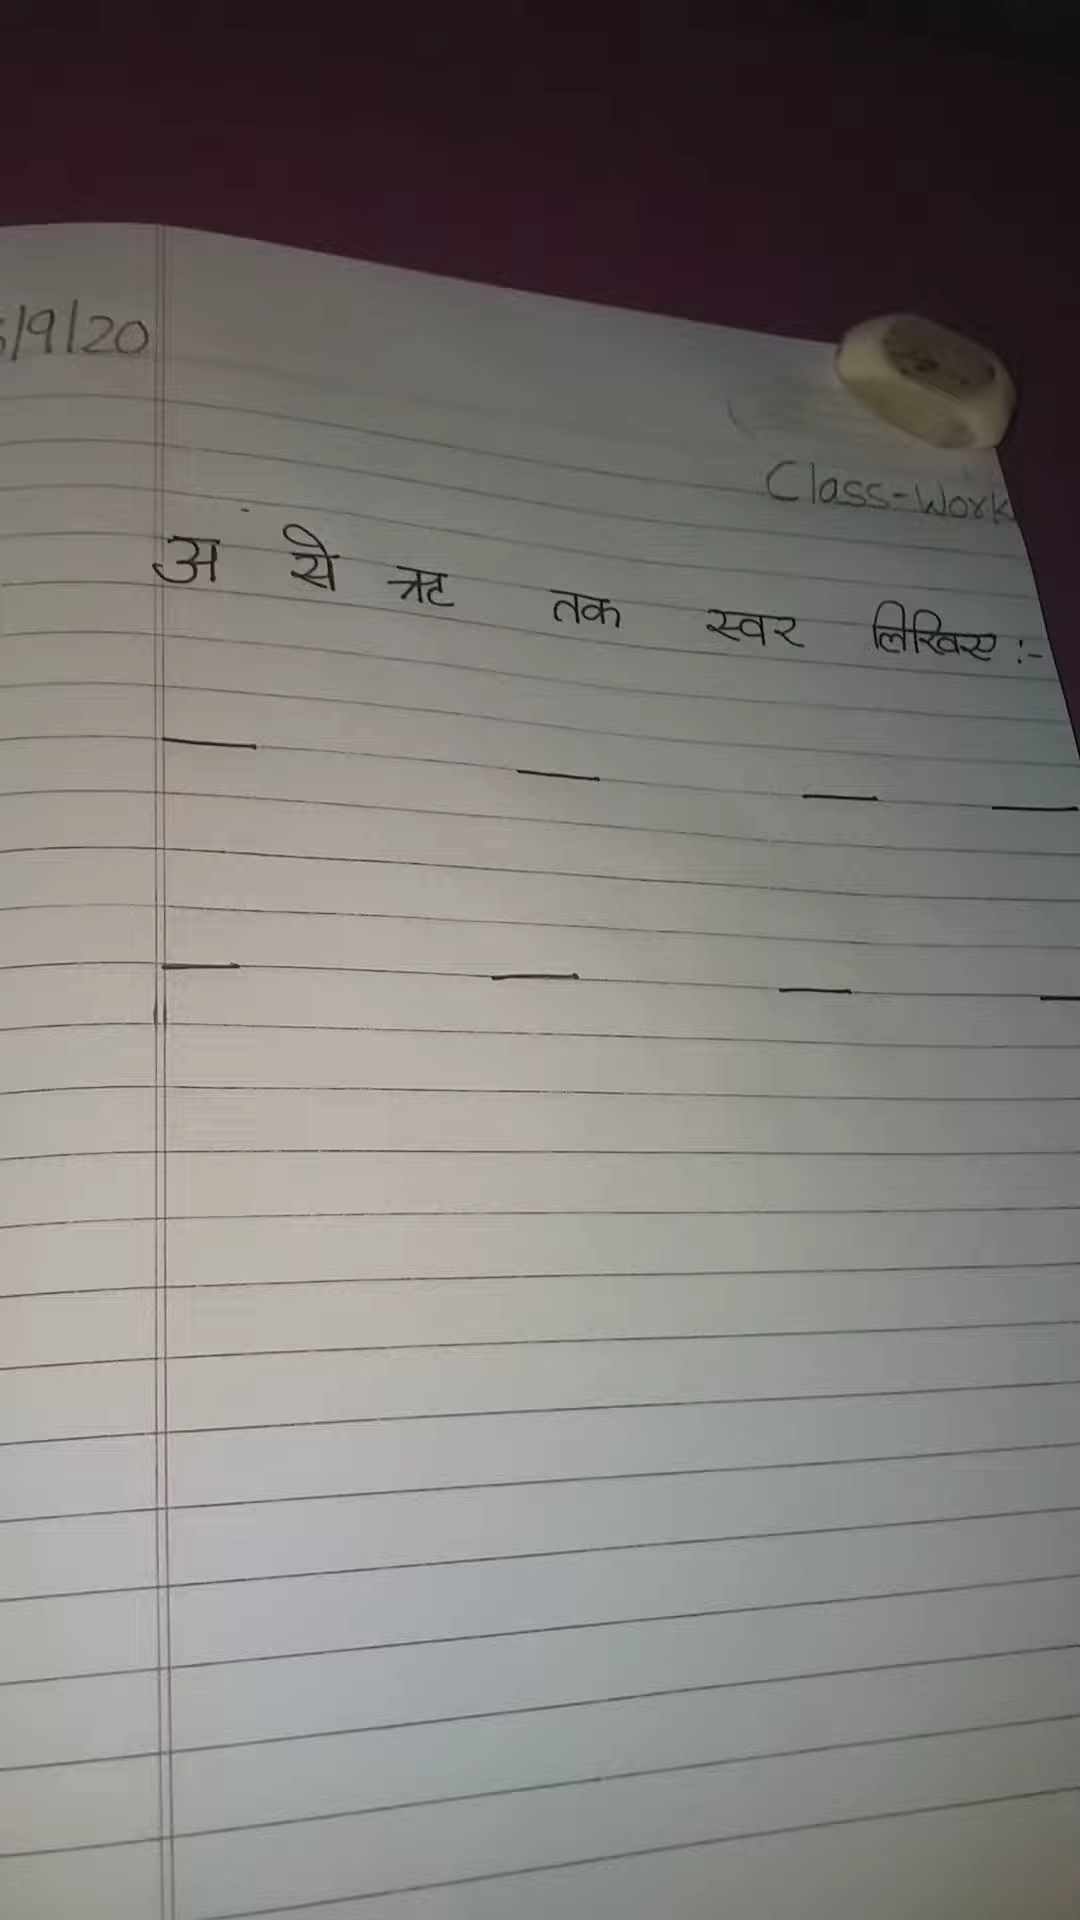 /9/20
Class-Work
अ से ऋ तक स्वर लिखिए :-